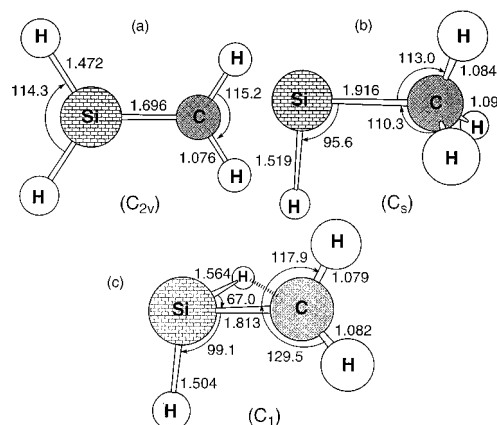 (a)
H
H
1.472
114.3
Si
1.696
C
115.2
1.076
H
H
(C2v)
(b)
H
113.0
1.084
Si
1.916
C
1.09
110.3
H
95.6
1.519
H
H
(Cs)
(c)
H
117.9
1.564
H
1.079
67.0
Si
C
1.813
1.082
99.1
129.5
H
1.504
H
(C1)